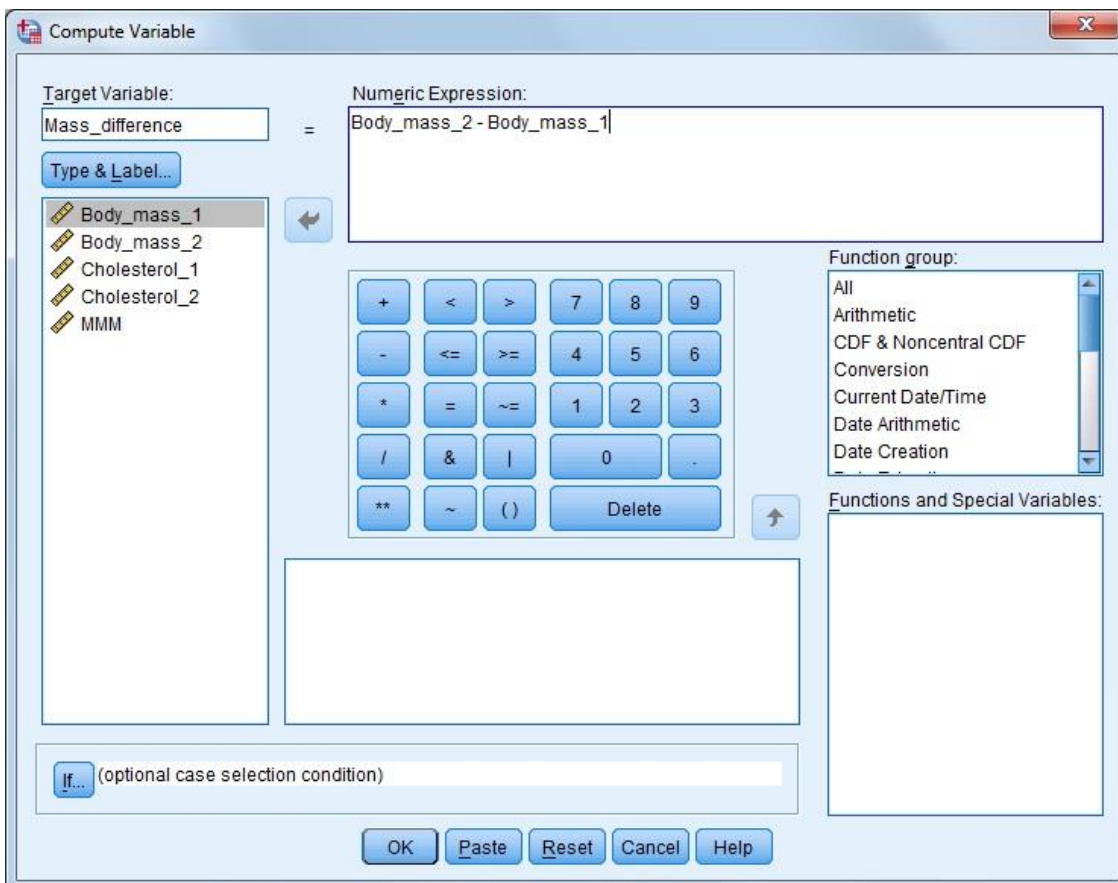 Compute Variable
X
Target Variable:
Mass_difference
=
Numeric Expression:
Body_mass_2 - Body_mass_1
Type & Label...
Body_mass_1
Body_mass_2
Cholesterol_1
Cholesterol_2
MMM
+ < > 7 8 9
- <= >= 4 5 6
* = ~= 1 2 3
/ & | 0 .
** ~ ( ) Delete
Function group:
All
Arithmetic
CDF & Noncentral CDF
Conversion
Current Date/Time
Date Arithmetic
Date Creation
Functions and Special Variables:
If... (optional case selection condition)
OK Paste Reset Cancel Help